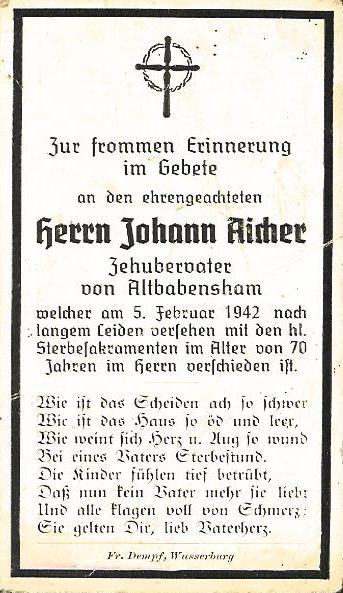 Zur frommen Erinnerung
im Gebete
an den ehrengeachteten
Herrn Johann Aicher
Zehubervater
von Altbabensham
welcher am 5. Februar 1942 nach
langem Leiden versehen mit den hl.
Sterbesakramenten im Alter von 70
Jahren im Herrn verschieden ist.
Wie ist das Scheiden ach so schwer
Wie ist das Haus so öd und leer,
Wie weint sich Herz u. Aug so wund
Bei eines Vaters Sterbestund.
Die Kinder fühlen tief betrübt,
Daß nun kein Vater mehr sie liebt
Und alle klagen voll von Schmerz:
Sie gelten Dir, lieb Vaterherz.
Fr. Dempf, Wasserburg